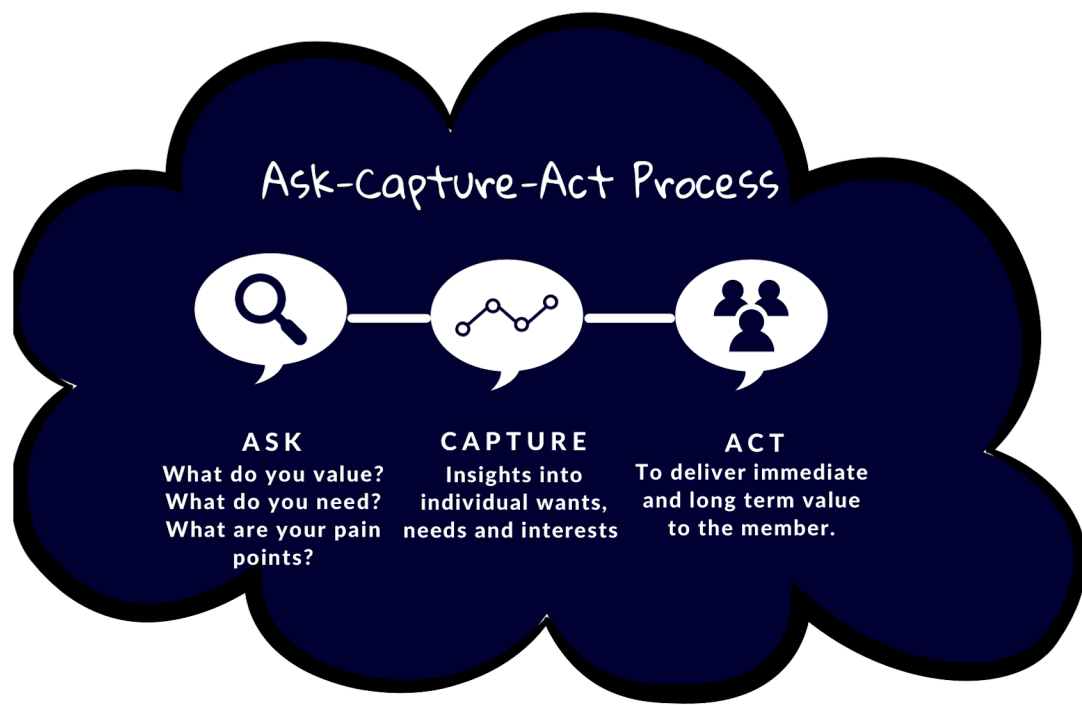 Ask-Capture-Act Process
ASK
What do you value?
What do you need?
What are your pain
points?
CAPTURE
Insights into
individual wants,
needs and interests
ACT
To deliver immediate
and long term value
to the member.